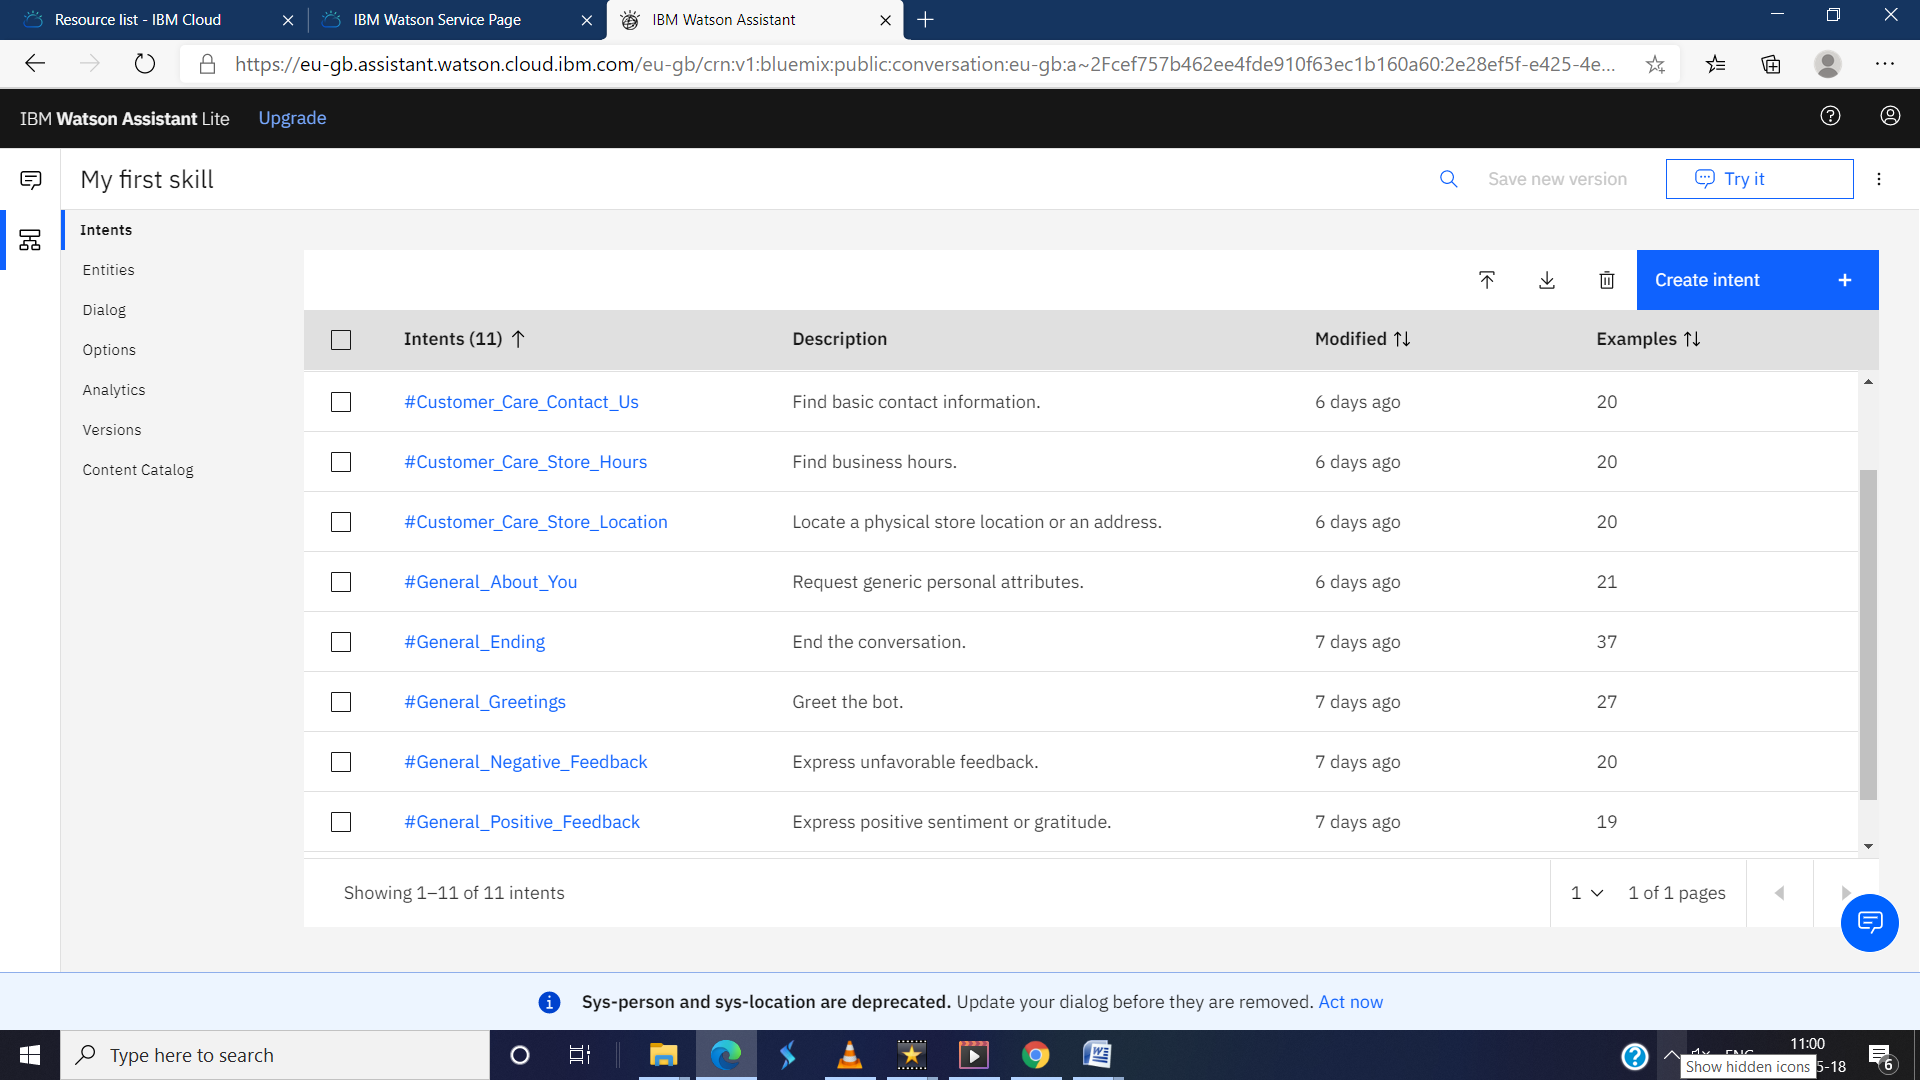 Resource list - IBM Cloud
IBM Watson Service Page
IBM Watson Assistant
https://eu-gb.assistant.watson.cloud.ibm.com/eu-gb/crn:v1:bluemix:public:conversation:eu-gb:a~2Fcef757b462ee4fde910f63ec1b160a60:2e28ef5f-e425-4e...
IBM Watson Assistant Lite Upgrade
My first skill
Save new version
Try it
Intents
Entities
Dialog
Options
Analytics
Versions
Content Catalog
Create intent
Intents (11) Description Modified Examples
#Customer_Care_Contact_Us Find basic contact information. 6 days ago 20
#Customer_Care_Store_Hours Find business hours. 6 days ago 20
#Customer_Care_Store_Location Locate a physical store location or an address. 6 days ago 20
#General_About_You Request generic personal attributes. 6 days ago 21
#General_Ending End the conversation. 7 days ago 37
#General_Greetings Greet the bot. 7 days ago 27
#General_Negative_Feedback Express unfavorable feedback. 7 days ago 20
#General_Positive_Feedback Express positive sentiment or gratitude. 7 days ago 19
Showing 1–11 of 11 intents
1 1 of 1 pages
Sys-person and sys-location are deprecated. Update your dialog before they are removed. Act now
Type here to search
11:00
Show hidden icons 5-18
6